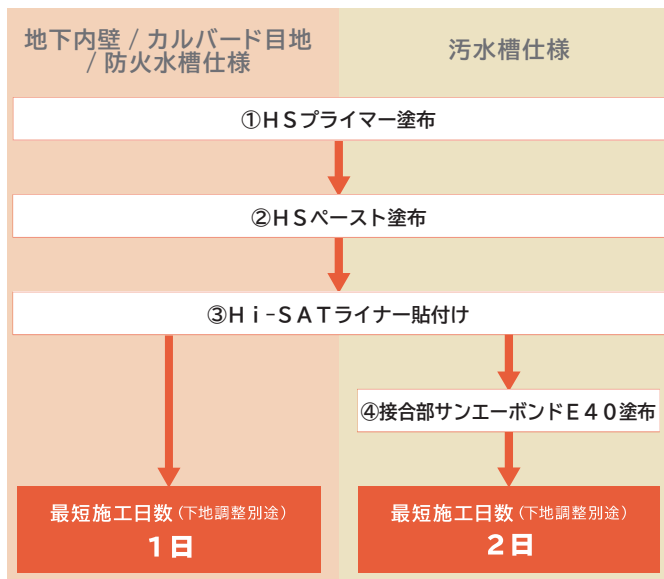 地下内壁 / カルバード目地
/ 防火水槽仕様
汚水槽仕様
①HSプライマー塗布
②HSペースト塗布
③Hi-SATライナー貼付け
④接合部サンエーボンドE40塗布
最短施工日数（下地調整別途）
1日
最短施工日数（下地調整別途）
2日